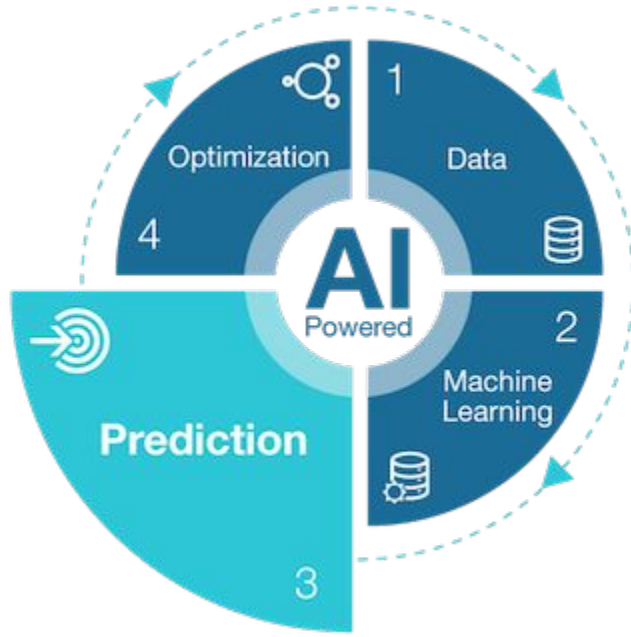 1
Data
2
Machine
Learning
Prediction
3
Optimization
4
AI
Powered